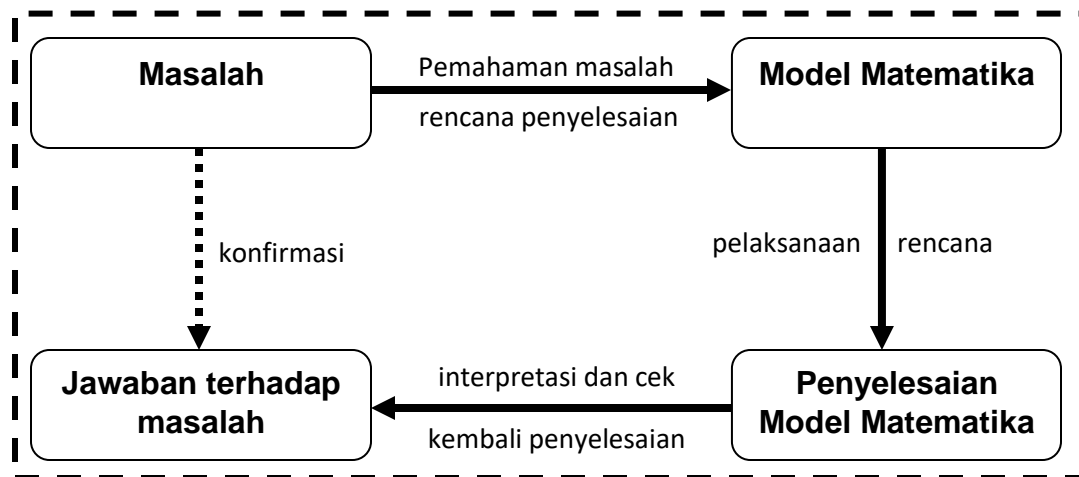 Masalah
Pemahaman masalah
rencana penyelesaian
Model Matematika
konfirmasi
pelaksanaan rencana
Jawaban terhadap
masalah
interpretasi dan cek
kembali penyelesaian
Penyelesaian
Model Matematika